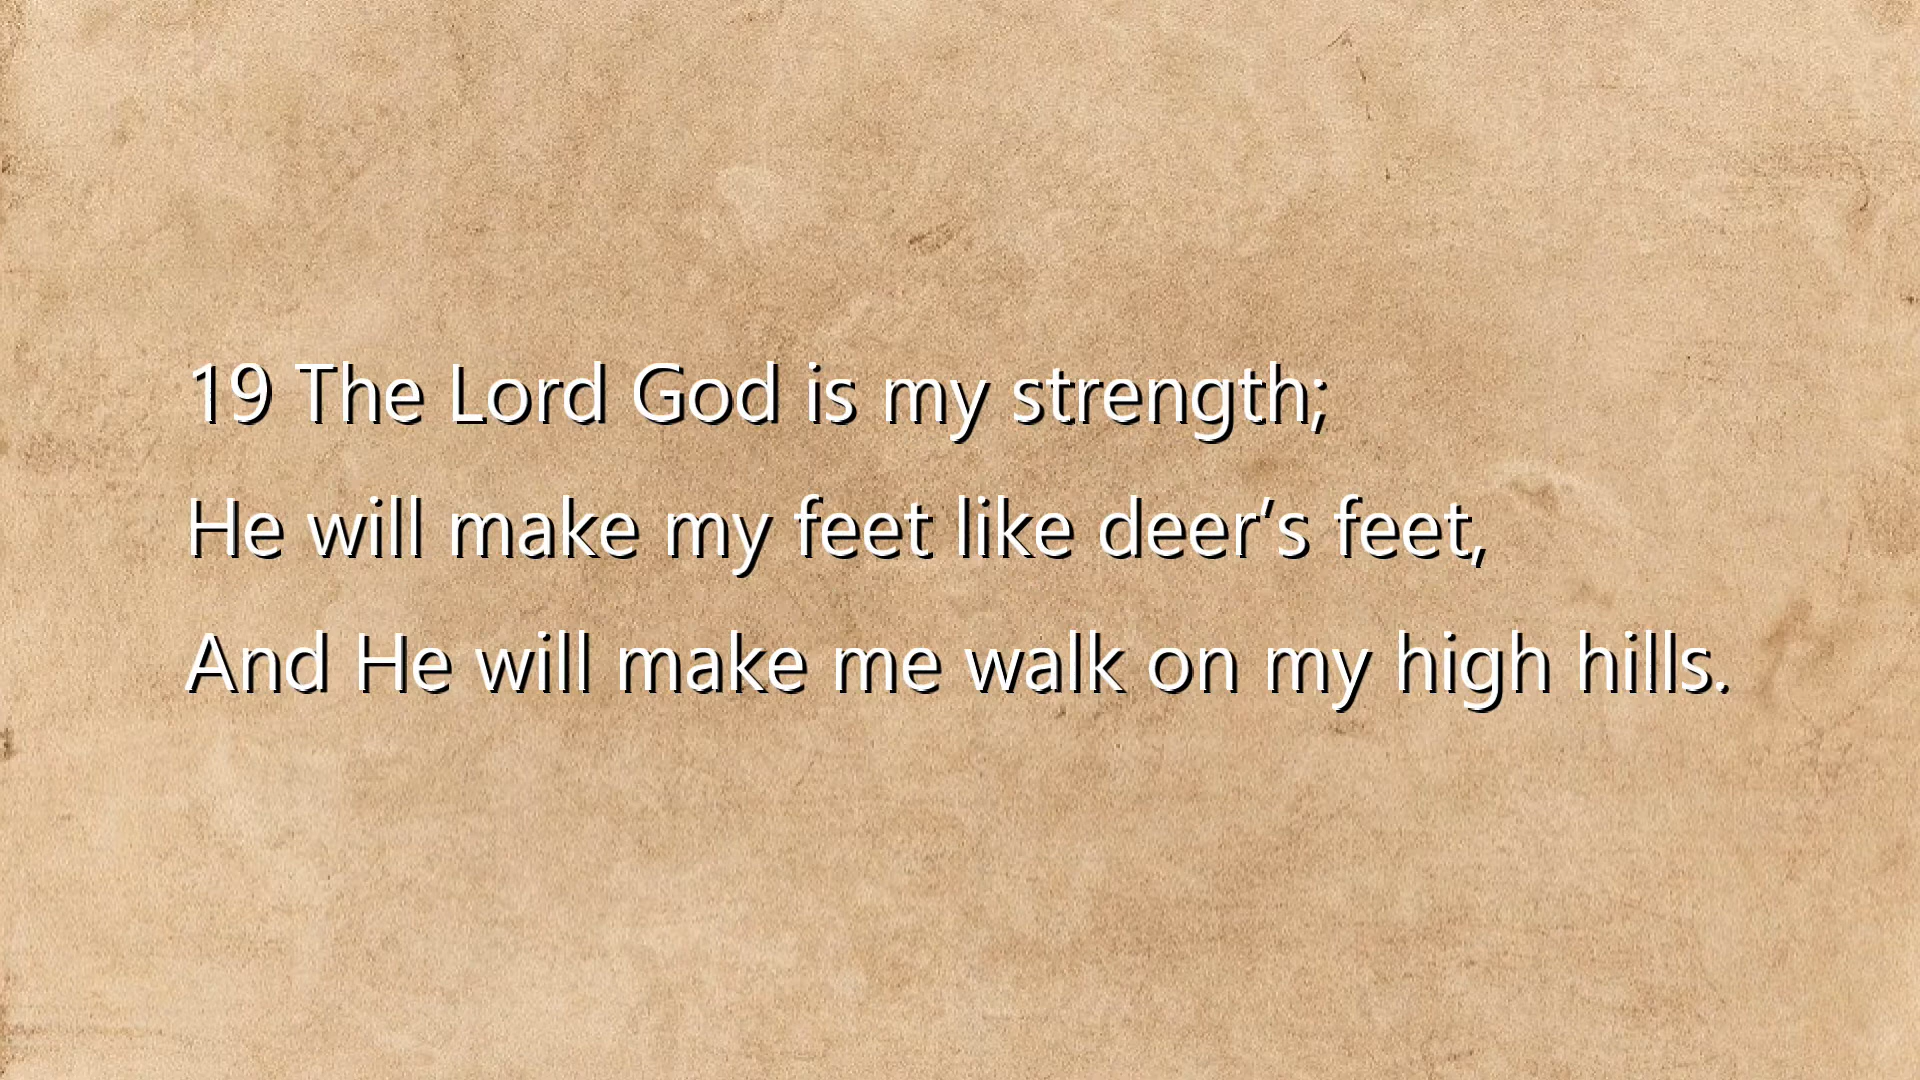 19 The Lord God is my strength;
He will make my feet like deer’s feet,
And He will make me walk on my high hills.